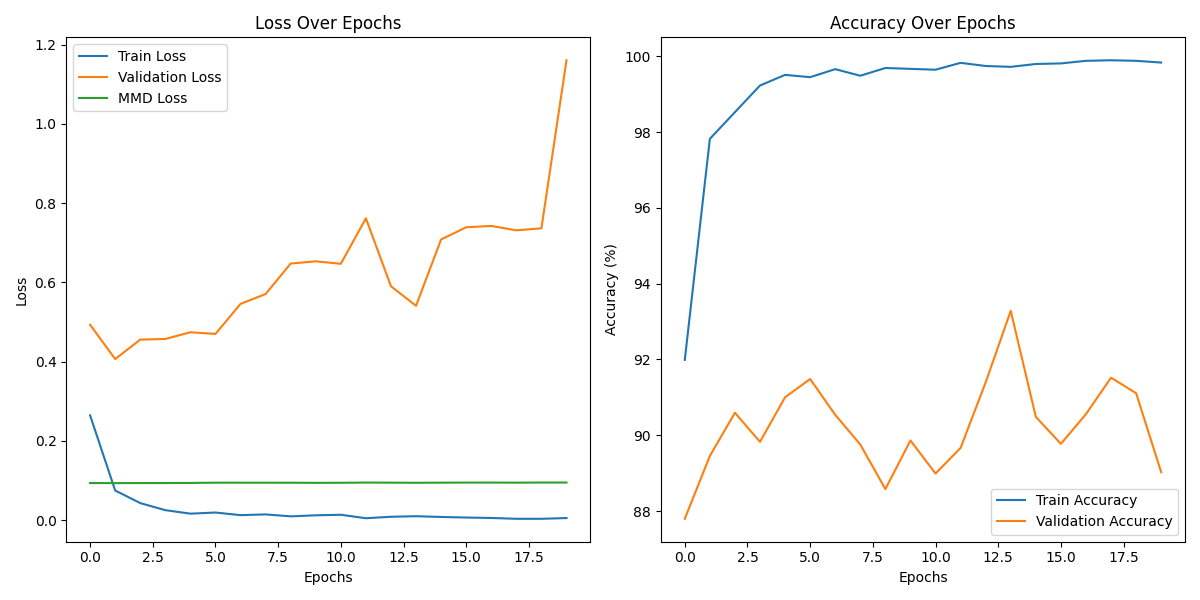 Loss Over Epochs
Train Loss
Validation Loss
MMD Loss
1.2
1.0
0.8
0.6
0.4
0.2
0.0
Loss
0.0 2.5 5.0 7.5 10.0 12.5 15.0 17.5
Epochs
Accuracy Over Epochs
100
98
96
94
92
90
88
Accuracy (%)
Train Accuracy
Validation Accuracy
0.0 2.5 5.0 7.5 10.0 12.5 15.0 17.5
Epochs